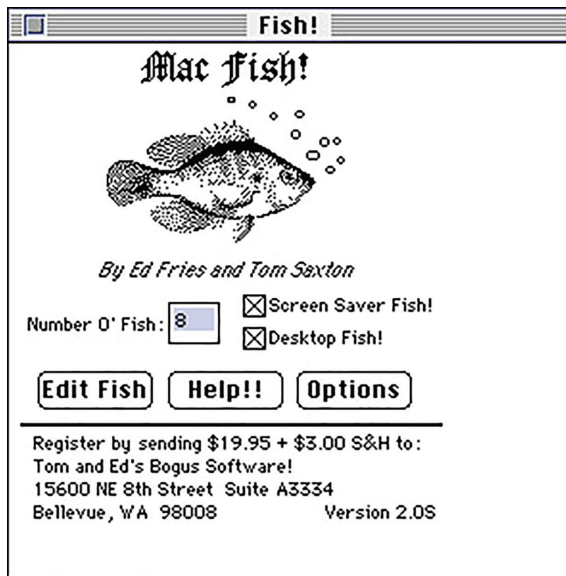 Fish!
Mac Fish!
By Ed Fries and Tom Saxton
Number O' Fish: 8
Screen Saver Fish!
Desktop Fish!
Edit Fish Help!! Options
Register by sending $19.95 + $3.00 S&H to:
Tom and Ed's Bogus Software!
15600 NE 8th Street Suite A3334
Bellevue, WA 98008 Version 2.0S